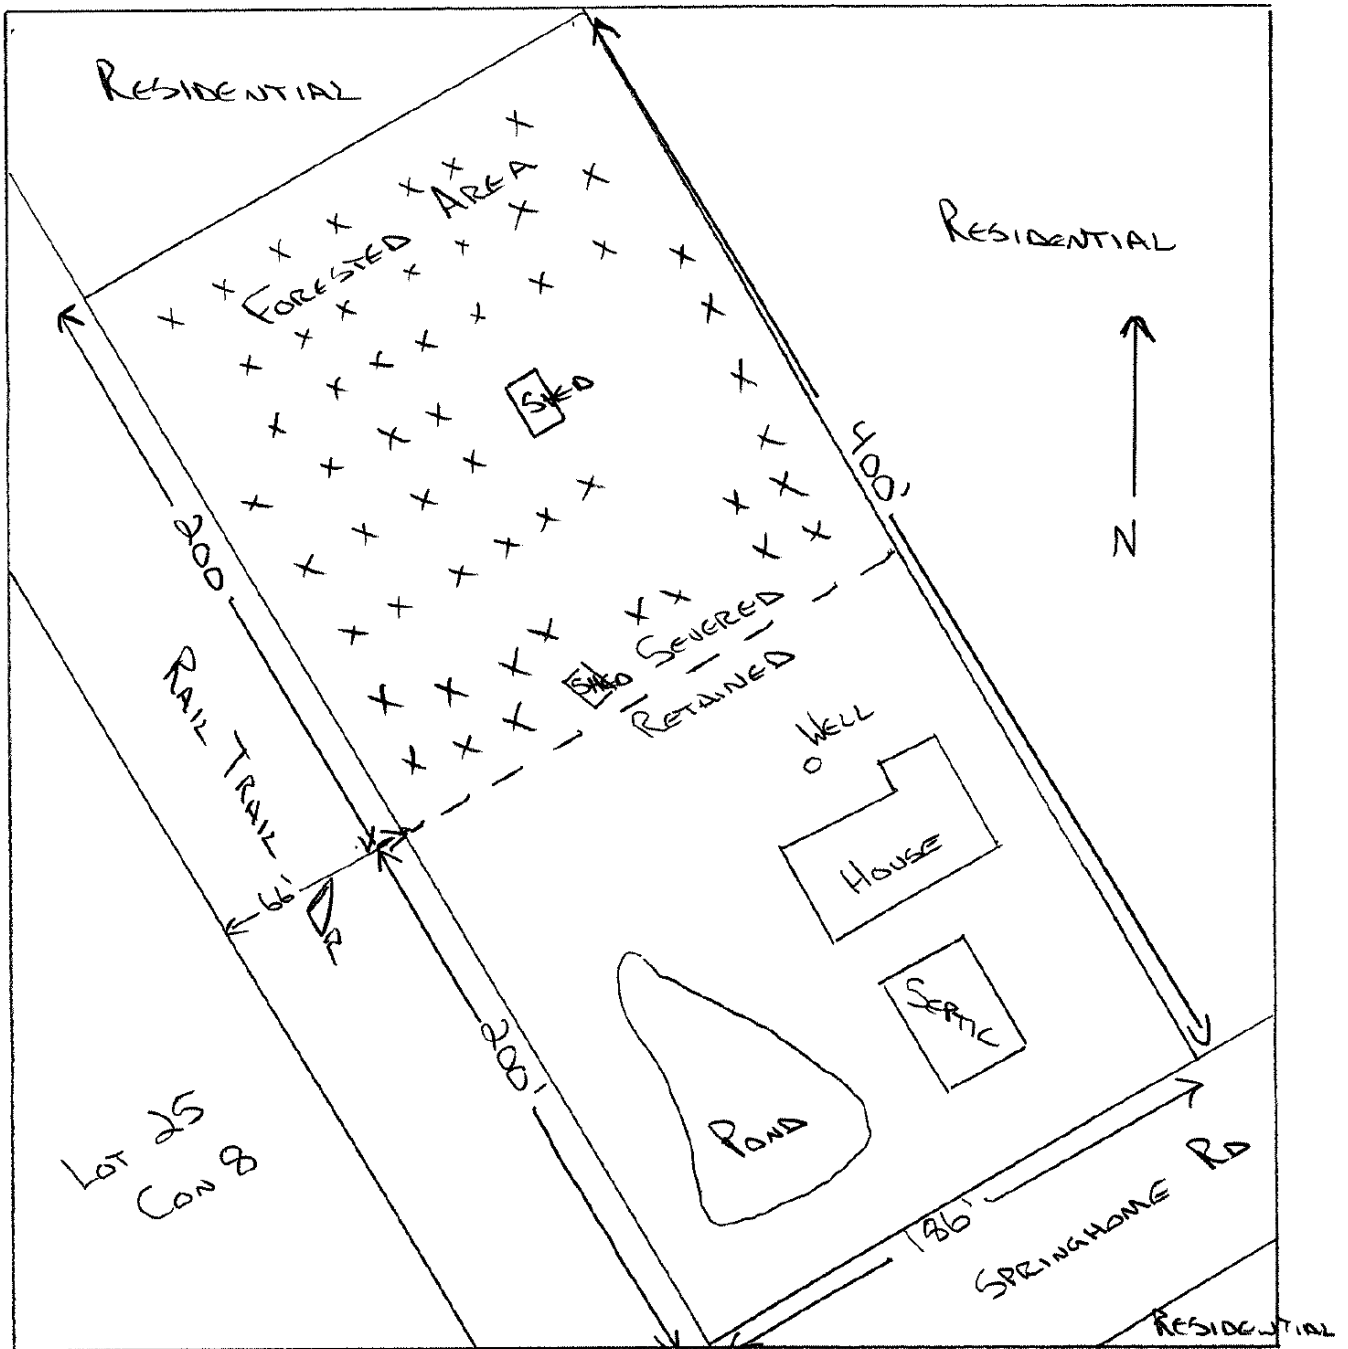 RESIDENTIAL
FORESTED AREA
RESIDENTIAL
SHED
400'
N
200'
SHED
SEVERED
RETAINED
RAIL TRAIL
WELL
HOUSE
66'
SEPTIC
200'
POND
LOT 25
CON 8
186'
SPRINGHOME RD
RESIDENTIAL